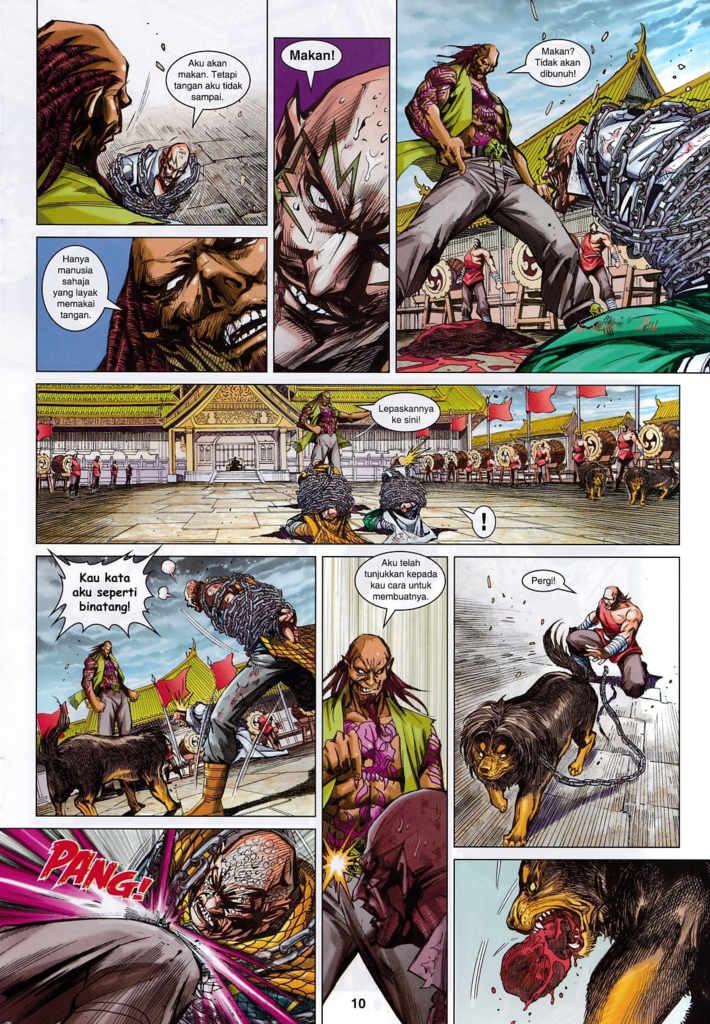 Aku akan
makan. Tetapi
tangan aku tidak
sampai.
Makan!
Makan?
Tidak akan
dibunuh!
Hanya
manusia
sahaja
yang layak
memakai
tangan.
Lepaskannya
ke sini!
!
Kau kata
aku seperti
binatang!
Aku telah
tunjukkan kepada
kau cara untuk
membuatnya.
Pergi!
PANG!
10